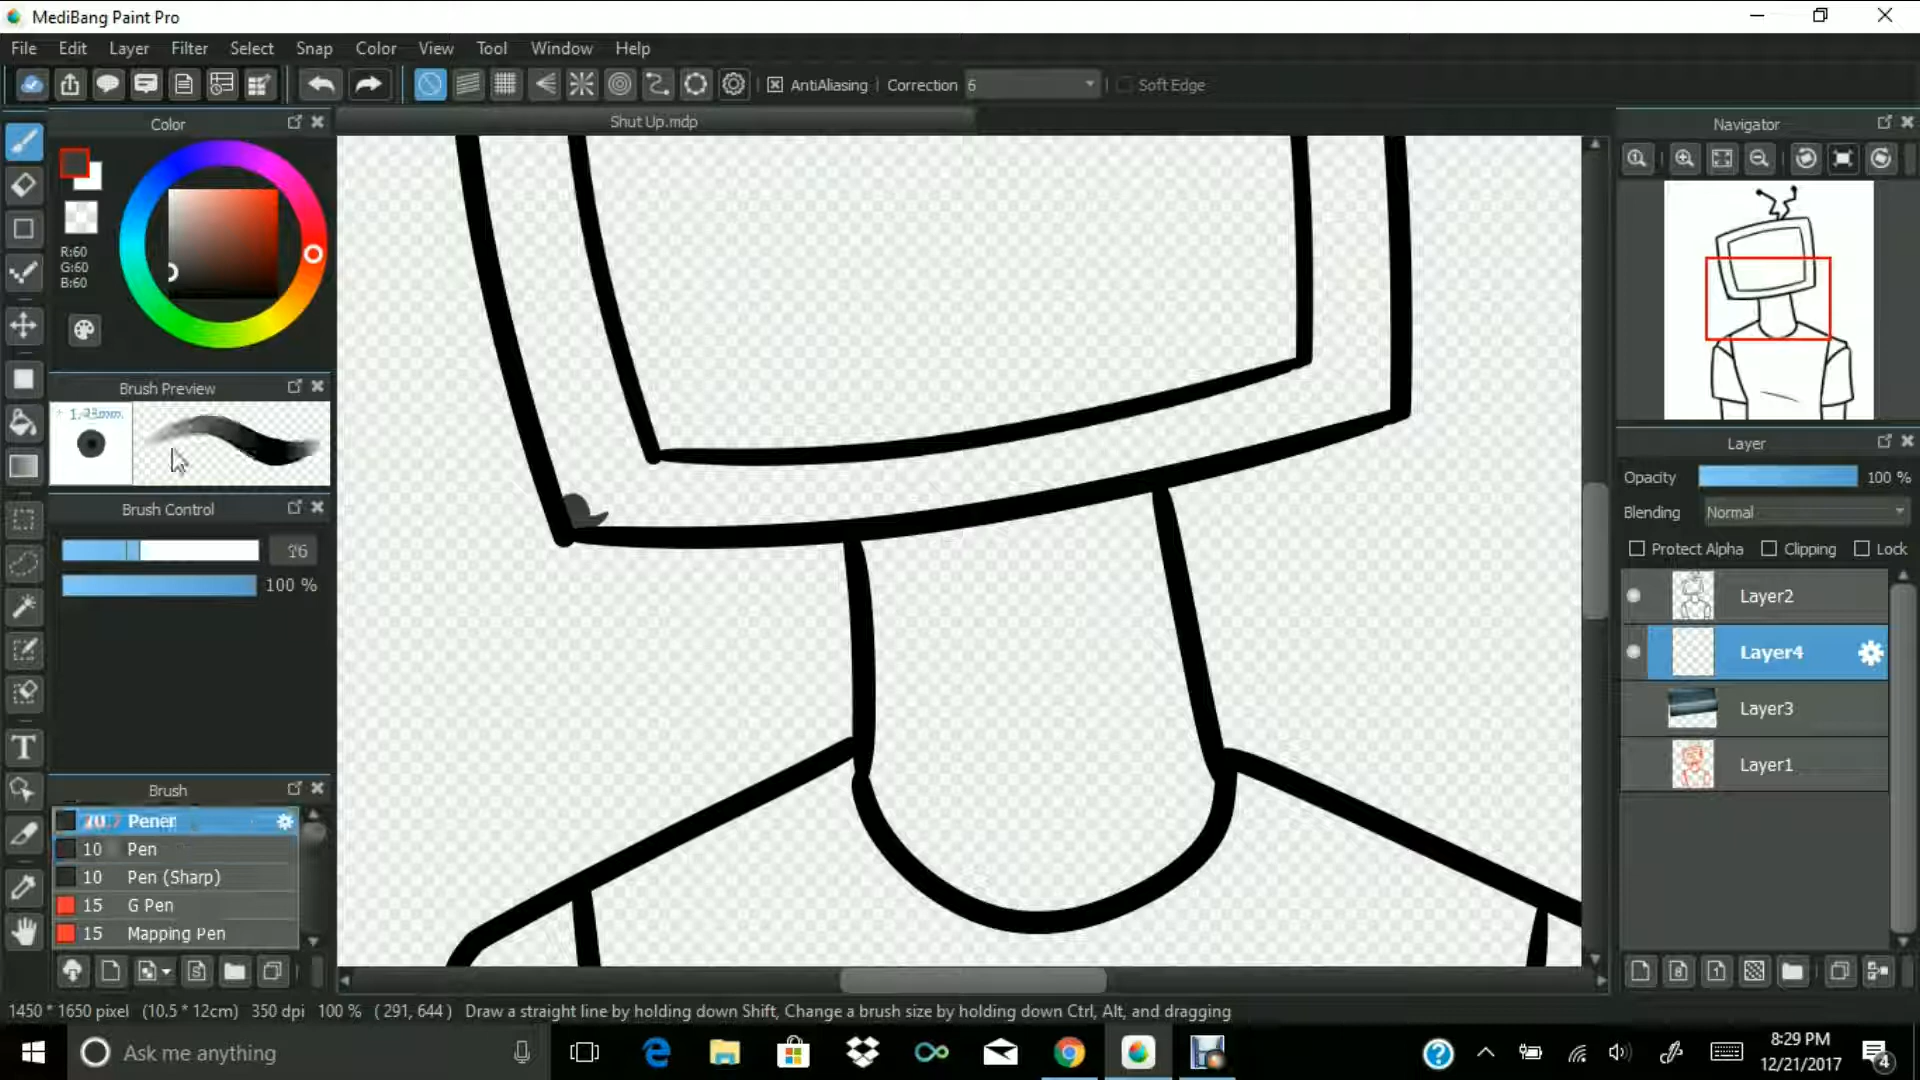 MediBang Paint Pro
File Edit Layer Filter Select Snap Color View Tool Window Help
AntiAliasing Correction 6 Soft Edge
Color
Shut Up.mdp
Navigator
R:60
G:60
B:60
Brush Preview
Layer
Opacity 100 %
Blending Normal
Brush Control
Protect Alpha Clipping Lock
100 %
Layer2
Layer4
Layer3
Layer1
Brush
10 Pen
10 Pen (Sharp)
15 G Pen
15 Mapping Pen
1450 * 1650 pixel (10.5 * 12cm) 350 dpi 100 % ( 291, 644 ) Draw a straight line by holding down Shift, Change a brush size by holding down Ctrl, Alt, and dragging
Ask me anything
8:29 PM
12/21/2017
4